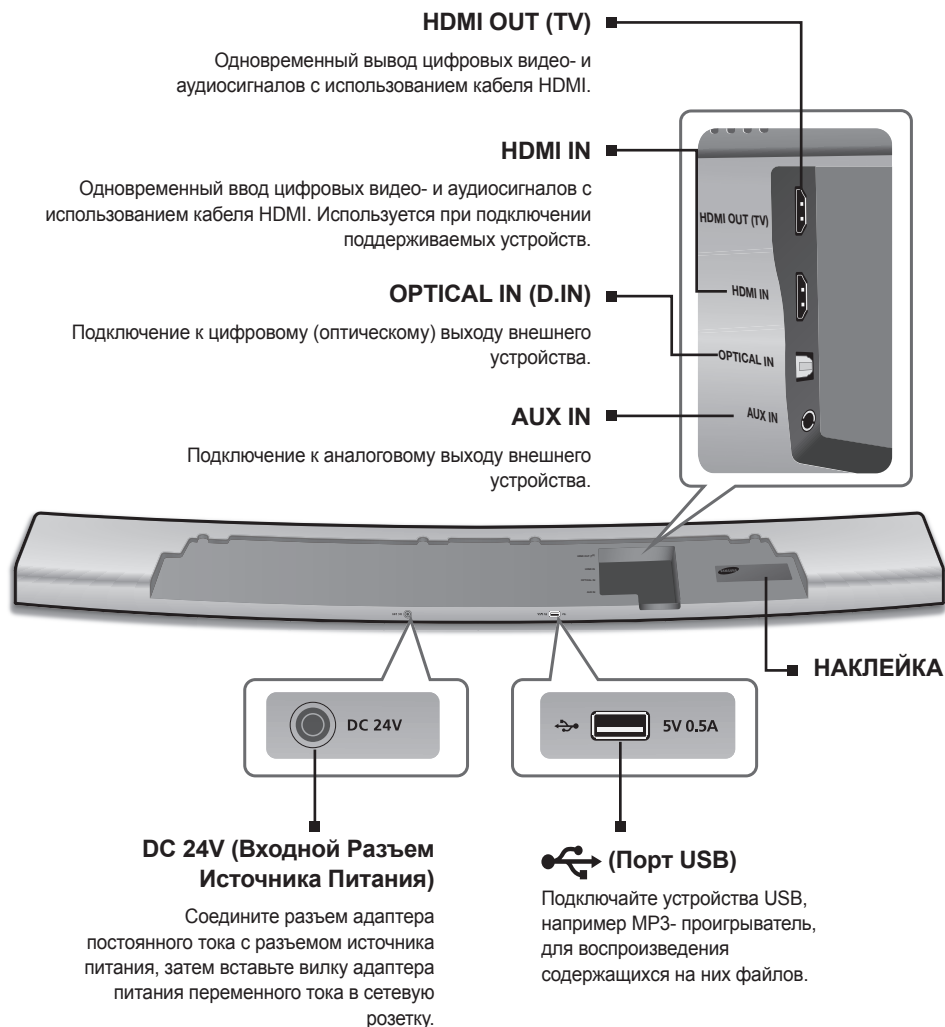 HDMI OUT (TV)
Одновременный вывод цифровых видео- и
аудиосигналов с использованием кабеля HDMI.
HDMI IN
Одновременный ввод цифровых видео- и аудиосигналов с
использованием кабеля HDMI. Используется при подключении
поддерживаемых устройств.
OPTICAL IN (D.IN)
Подключение к цифровому (оптическому) выходу внешнего
устройства.
AUX IN
Подключение к аналоговому выходу внешнего
устройства.
HDMI OUT (TV)
HDMI IN
OPTICAL IN
AUX IN
НАКЛЕЙКА
DC 24V
5V 0.5A
DC 24V (Входной Разъем
Источника Питания)
Соедините разъем адаптера
постоянного тока с разъемом источника
питания, затем вставьте вилку адаптера
питания переменного тока в сетевую
розетку.
(Порт USB)
Подключайте устройства USB,
например MP3- проигрыватель,
для воспроизведения
содержащихся на них файлов.